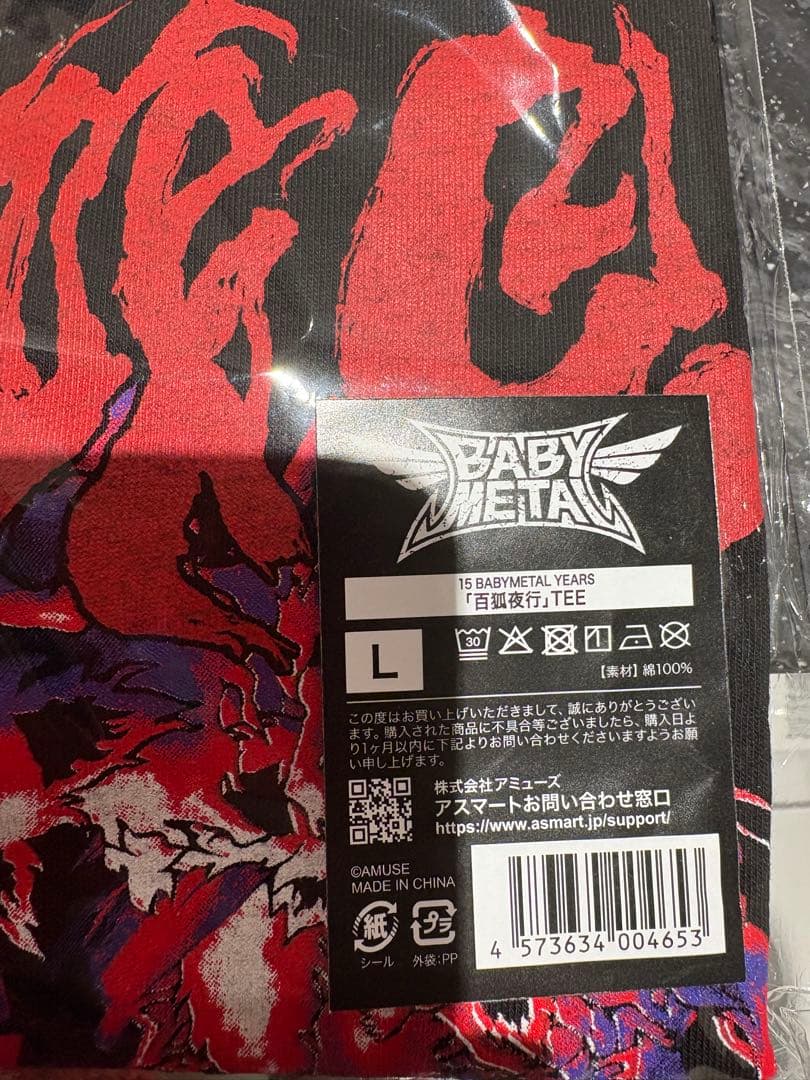 BABY
METAL
15 BABYMETAL YEARS
「百狐夜行」TEE
L
30
【素材】綿100%
この度はお買い上げいただきまして、誠にありがとうござい
ます。購入された商品に不具合等ございましたら、購入日よ
り1ヶ月以内に下記よりお問い合わせくださいますようお願
い申し上げます。
株式会社アミューズ
アスマートお問い合わせ窓口
https://www.asmart.jp/support/
©AMUSE
MADE IN CHINA
紙
シール
プラ
外袋:PP
4 573634 004653